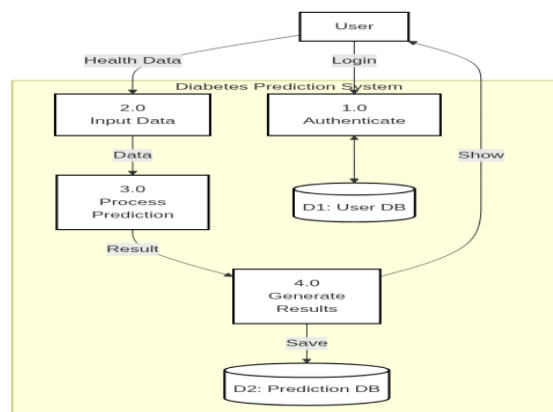 User
Health Data
Login
Diabetes Prediction System
2.0
Input Data
1.0
Authenticate
Data
Show
3.0
Process
Prediction
D1: User DB
Result
4.0
Generate
Results
Save
D2: Prediction DB